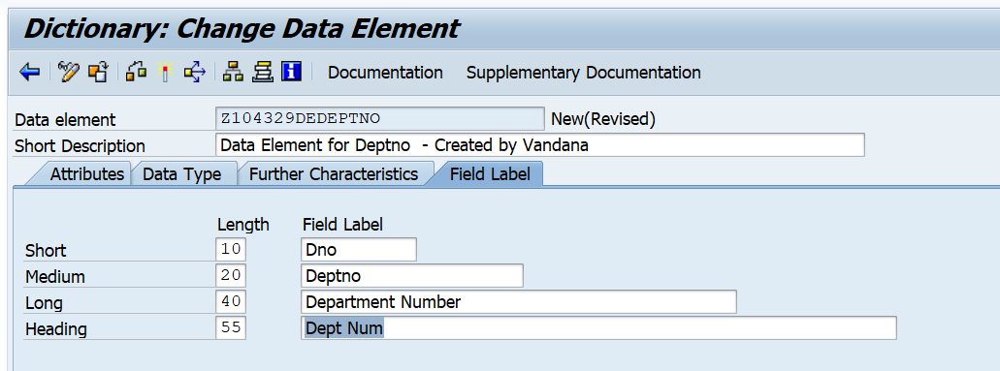 Dictionary: Change Data Element
Documentation Supplementary Documentation
Data element Z104329DEDEPTNO New(Revised)
Short Description Data Element for Deptno - Created by Vandana
Attributes Data Type Further Characteristics Field Label
Length Field Label
Short 10 Dno
Medium 20 Deptno
Long 40 Department Number
Heading 55 Dept Num